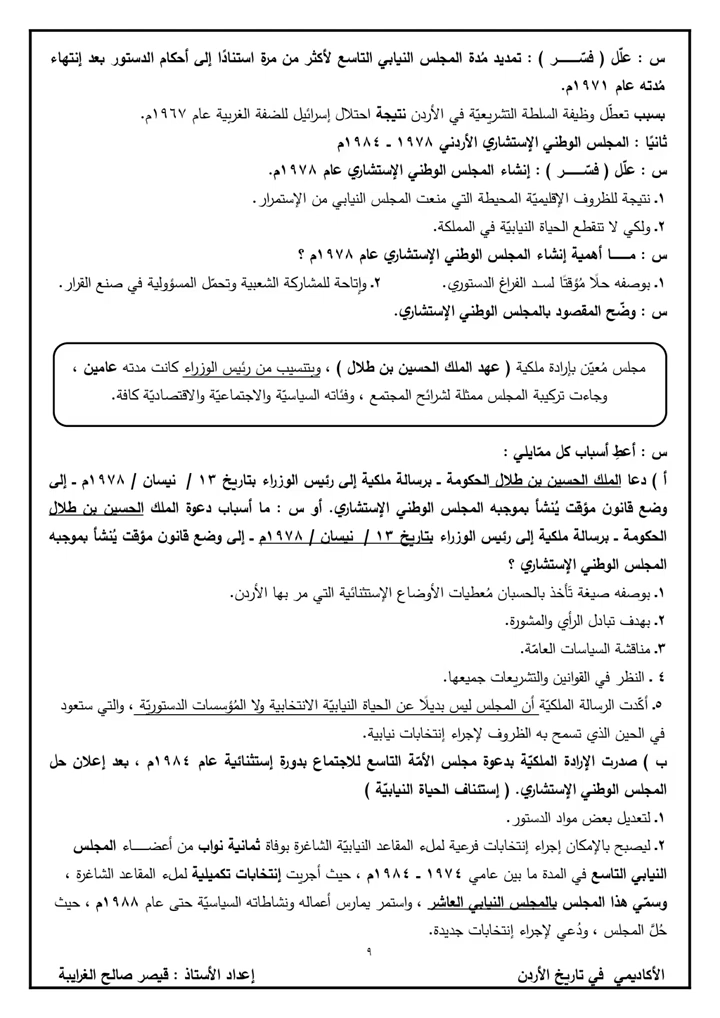 س : علّل ( فسّـــــر ) : تمديد مُدة المجلس النيابي التاسع لأكثر من مرة استنادًا إلى أحكام الدستور بعد إنتهاء
مُدته عام ١٩٧١م.
بسبب تعطّل وظيفة السلطة التشريعيّة في الأردن نتيجة احتلال إسرائيل للضفة الغربية عام ١٩٦٧م.
ثانيًا : المجلس الوطني الإستشاري الأردني ١٩٧٨ ـ ١٩٨٤م
س : علّل ( فسّـــــر ) : إنشاء المجلس الوطني الإستشاري عام ١٩٧٨م.
١. نتيجة للظروف الإقليميّة المحيطة التي منعت المجلس النيابي من الإستمرار.
٢. ولكي لا تنقطع الحياة النيابيّة في المملكة.
س : مـــــا أهمية إنشاء المجلس الوطني الإستشاري عام ١٩٧٨م ؟
١. بوصفه حلًا مُؤقتًا لسد الفراغ الدستوري. ٢. وإتاحة للمشاركة الشعبية وتحمّل المسؤولية في صنع القرار.
س : وضّح المقصود بالمجلس الوطني الإستشاري.
مجلس مُعيّن بإرادة ملكية ( عهد الملك الحسين بن طلال ) ، وبتنسيب من رئيس الوزراء كانت مدته عامين ،
وجاءت تركيبة المجلس ممثلة لشرائح المجتمع ، وفئاته السياسيّة والاجتماعيّة والاقتصاديّة كافة.
س : أعطِ أسباب كل ممّايلي :
أ ) دعا الملك الحسين بن طلال الحكومة ـ برسالة ملكية إلى رئيس الوزراء بتاريخ ١٣ / نيسان / ١٩٧٨م ـ إلى
وضع قانون مؤقت يُنشأ بموجبه المجلس الوطني الإستشاري. أو س : ما أسباب دعوة الملك الحسين بن طلال
الحكومة ـ برسالة ملكية إلى رئيس الوزراء بتاريخ ١٣ / نيسان / ١٩٧٨م ـ إلى وضع قانون مؤقت يُنشأ بموجبه
المجلس الوطني الإستشاري ؟
١. بوصفه صيغة تَأخذ بالحسبان مُعطيات الأوضاع الإستثنائية التي مر بها الأردن.
٢. بهدف تبادل الرأي والمشورة.
٣. مناقشة السياسات العامّة.
٤ . النظر في القوانين والتشريعات جميعها.
٥. أكّدت الرسالة الملكيّة أن المجلس ليس بديلًا عن الحياة النيابيّة الانتخابية ولا المُؤسسات الدستوريّة ، والتي ستعود
في الحين الذي تسمح به الظروف لإجراء إنتخابات نيابية.
ب ) صدرت الإرادة الملكيّة بدعوة مجلس الأمّة التاسع للاجتماع بدورة إستثنائية عام ١٩٨٤م ، بعد إعلان حل
المجلس الوطني الإستشاري. ( إستئناف الحياة النيابيّة )
١. لتعديل بعض مواد الدستور.
٢. ليصبح بالإمكان إجراء إنتخابات فرعية لملء المقاعد النيابيّة الشاغرة بوفاة ثمانية نواب من أعضـــاء المجلس
النيابي التاسع في المدة ما بين عامي ١٩٧٤ ـ ١٩٨٤م ، حيث أجريت إنتخابات تكميلية لملء المقاعد الشاغرة ،
وسمّي هذا المجلس بالمجلس النيابي العاشر ، واستمر يمارس أعماله ونشاطاته السياسيّة حتى عام ١٩٨٨م ، حيث
حُلَّ المجلس ، ودُعي لإجراء إنتخابات جديدة.
٩
الأكاديمي في تاريخ الأردن إعداد الأستاذ : قيصر صالح الغرايبة